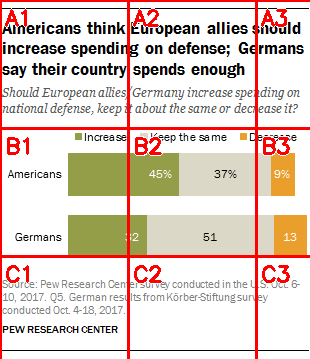 A1 A2 A3
Americans think European allies should
increase spending on defense; Germans
say their country spends enough
Should European allies/Germany increase spending on
national defense, keep it about the same or decrease it?
Increase Keep the same Decrease
B1 B2 B3
Americans 45% 37% 9%
Germans 32 51 13
C1 C2 C3
Source: Pew Research Center survey conducted in the U.S. Oct. 6-
10, 2017. Q5. German results from Körber-Stiftung survey
conducted Oct. 4-18, 2017.
PEW RESEARCH CENTER